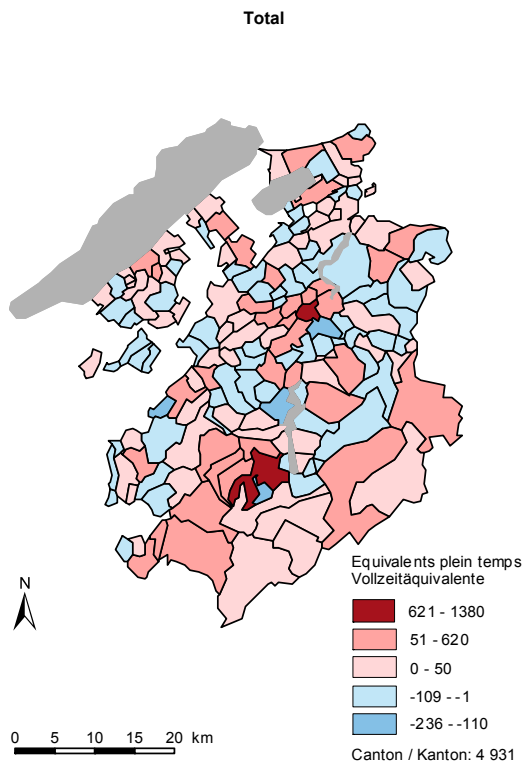 Total
Equivalents plein temps
Vollzeitäquivalente
621 - 1380
51 - 620
0 - 50
-109 - -1
-236 - -110
Canton / Kanton: 4 931
N
0 5 10 15 20 km